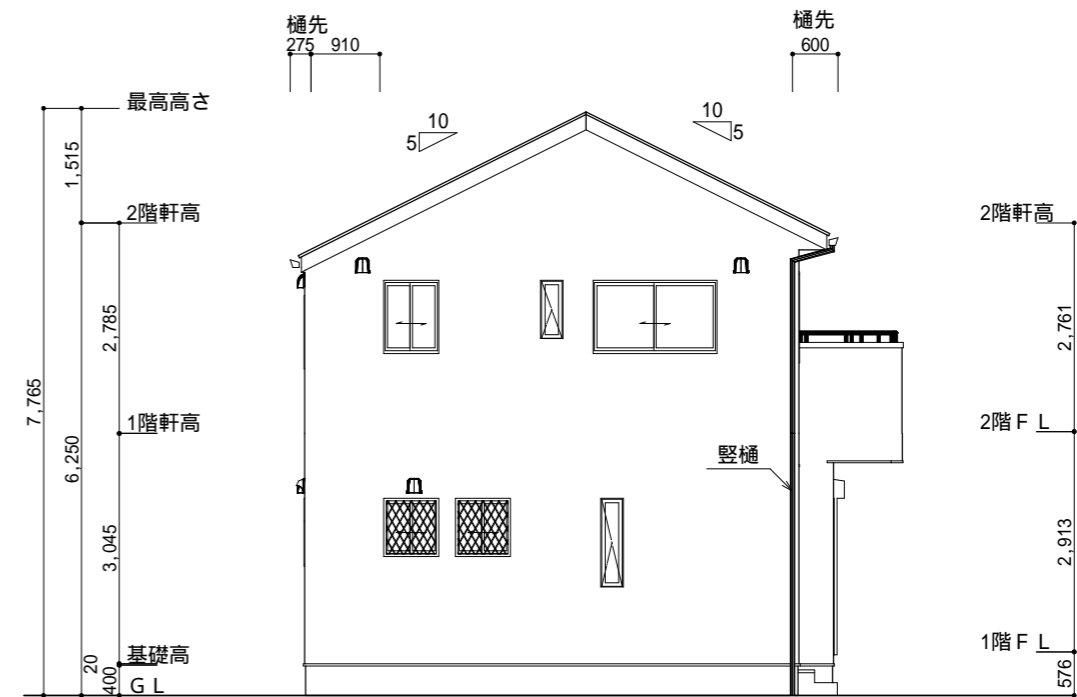 樋先
275 910
樋先
600
最高高さ
10
5
10
5
1,515
2階軒高
2階軒高
2,785
2,761
7,765
6,250
1階軒高
2階ＦＬ
竪樋
3,045
2,913
20
基礎高
1階ＦＬ
400
ＧＬ
576